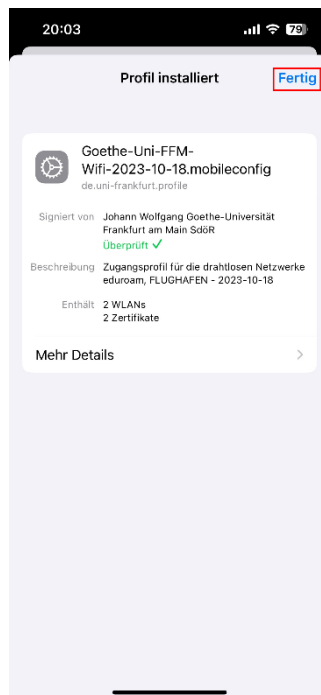 20:03
79
Profil installiert
Fertig
Goethe-Uni-FFM-
Wifi-2023-10-18.mobileconfig
de.uni-frankfurt.profile
Signiert von Johann Wolfgang Goethe-Universität
Frankfurt am Main SdöR
Überprüft ✓
Beschreibung Zugangsprofil für die drahtlosen Netzwerke
eduroam, FLUGHAFEN - 2023-10-18
Enthält 2 WLANs
2 Zertifikate
Mehr Details